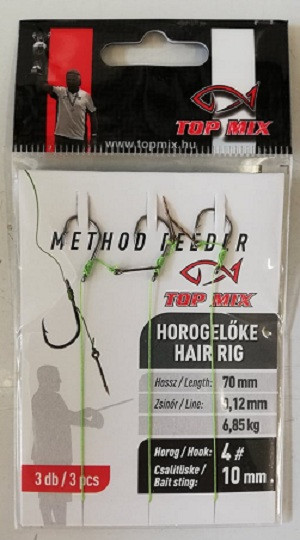 TOP MIX
www.topmix.hu
METHOD FEEDER
TOP MIX
HOROGELŐKE
HAIR RIG
Hossz / Length: 70 mm
Zsinór / Line: 0,12 mm
6,85 kg
Horog / Hook: 4#
Csalitüske / 10 mm
Bait sting:
3 db / 3 pcs